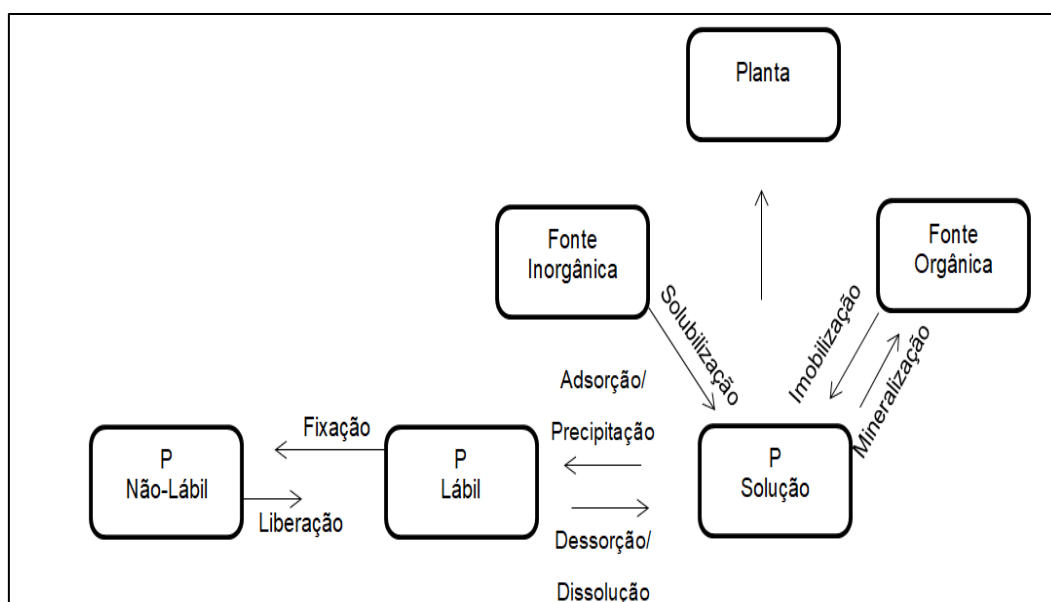 Planta
Fonte
Inorgânica
Fonte
Orgânica
Solubilização
Imobilização
Mineralização
Adsorção/
Precipitação
Fixação
P
Não-Lábil
P
Lábil
P
Solução
Liberação
Dessorção/
Dissolução